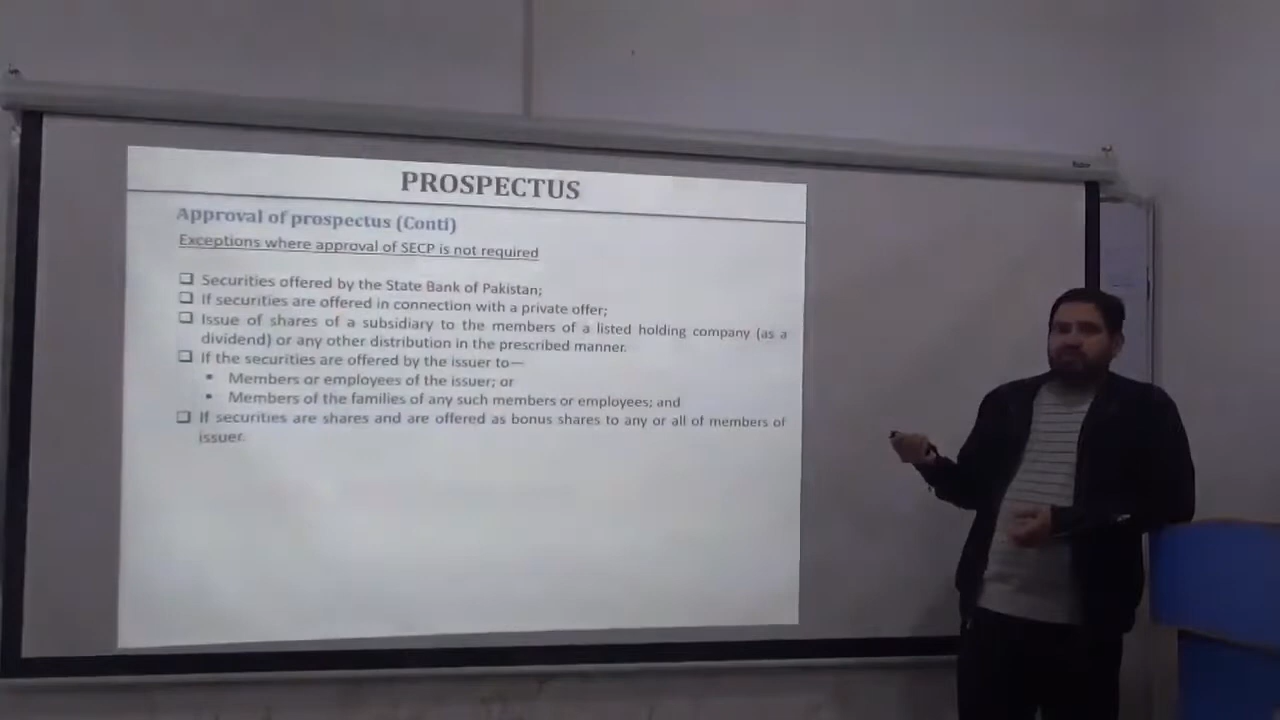 PROSPECTUS
Approval of prospectus (Conti)
Exceptions where approval of SECP is not required
❑ Securities offered by the State Bank of Pakistan;
❑ If securities are offered in connection with a private offer;
❑ Issue of shares of a subsidiary to the members of a listed holding company (as a
dividend) or any other distribution in the prescribed manner.
❑ If the securities are offered by the issuer to—
▪ Members or employees of the issuer; or
▪ Members of the families of any such members or employees; and
❑ If securities are shares and are offered as bonus shares to any or all of members of
issuer.